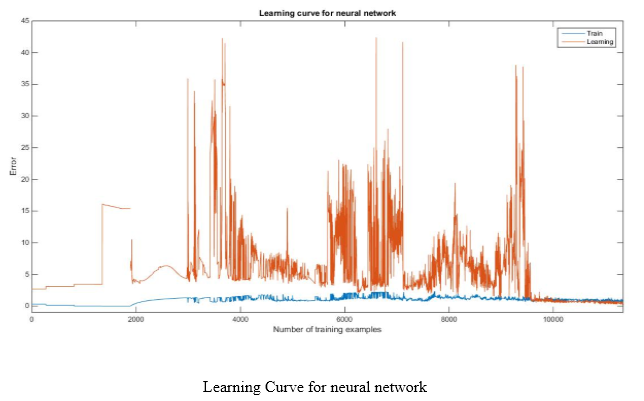 Learning curve for neural network
45
40
35
30
25
20
15
10
5
0
Error
Train
Learning
0
2000
4000
6000
8000
10000
Number of training examples
Learning Curve for neural network